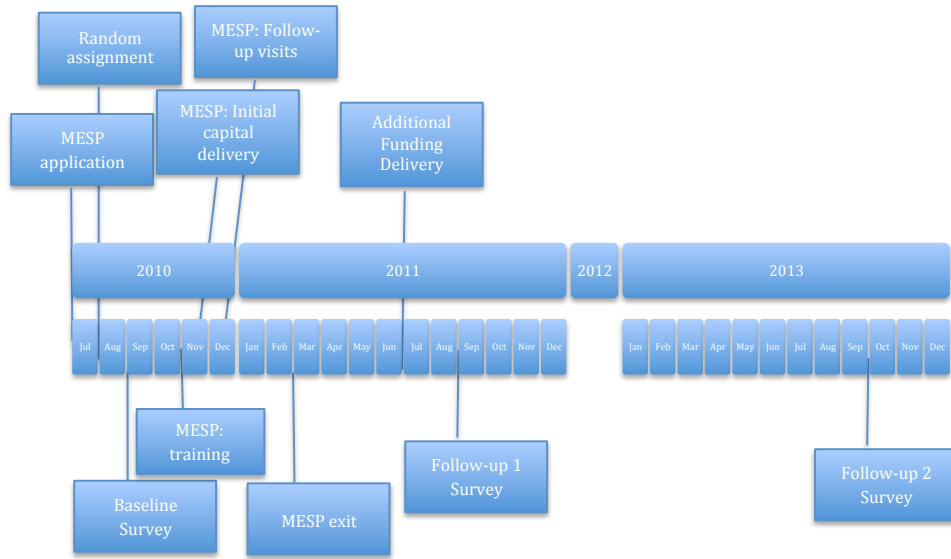 Random
assignment
MESP: Follow-
up visits
MESP
application
MESP: Initial
capital
delivery
Additional
Funding
Delivery
2010
2011
2012
2013
Jul
Aug
Sep
Oct
Nov
Dec
Jan
Feb
Mar
Apr
May
Jun
Jul
Aug
Sep
Oct
Nov
Dec
Jan
Feb
Mar
Apr
May
Jun
Jul
Aug
Sep
Oct
Nov
Dec
MESP:
training
Baseline
Survey
MESP exit
Follow-up 1
Survey
Follow-up 2
Survey